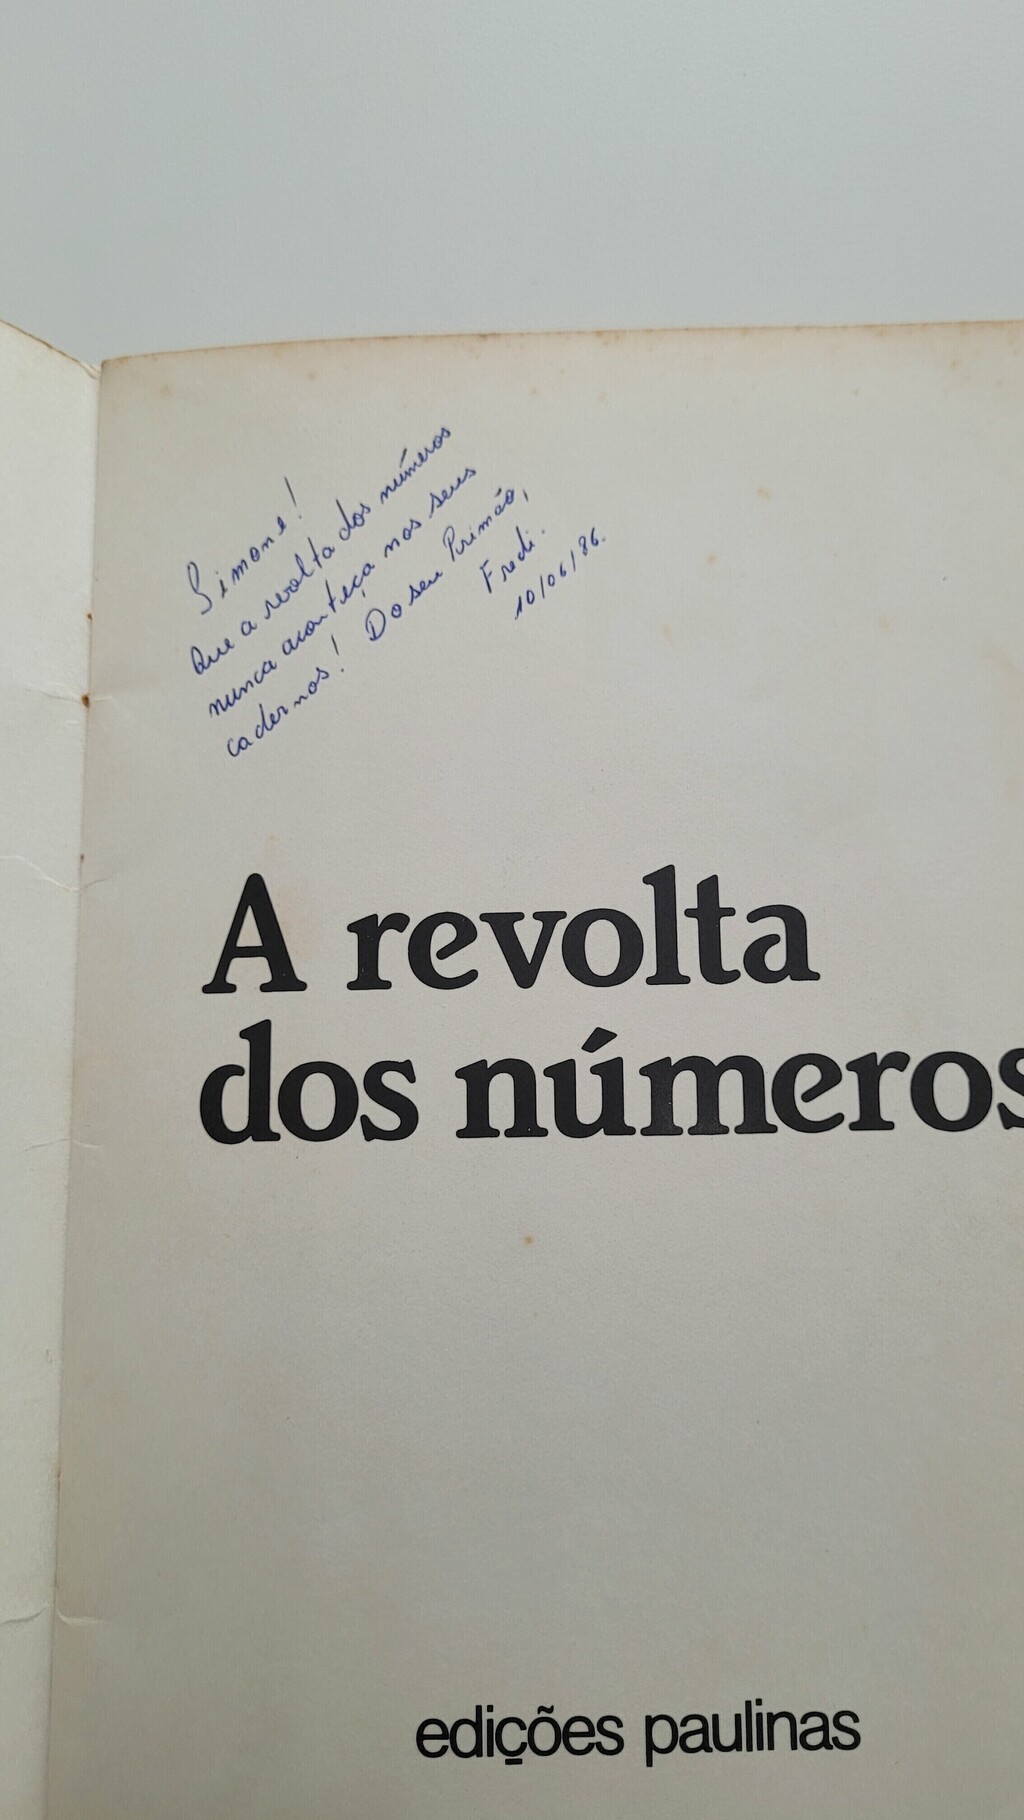 Simone!
Que a revolta dos números
nunca aconteça nos seus
cadernos! Do seu Primão,
Fredi.
10/06/86.
A revolta
dos números
edições paulinas